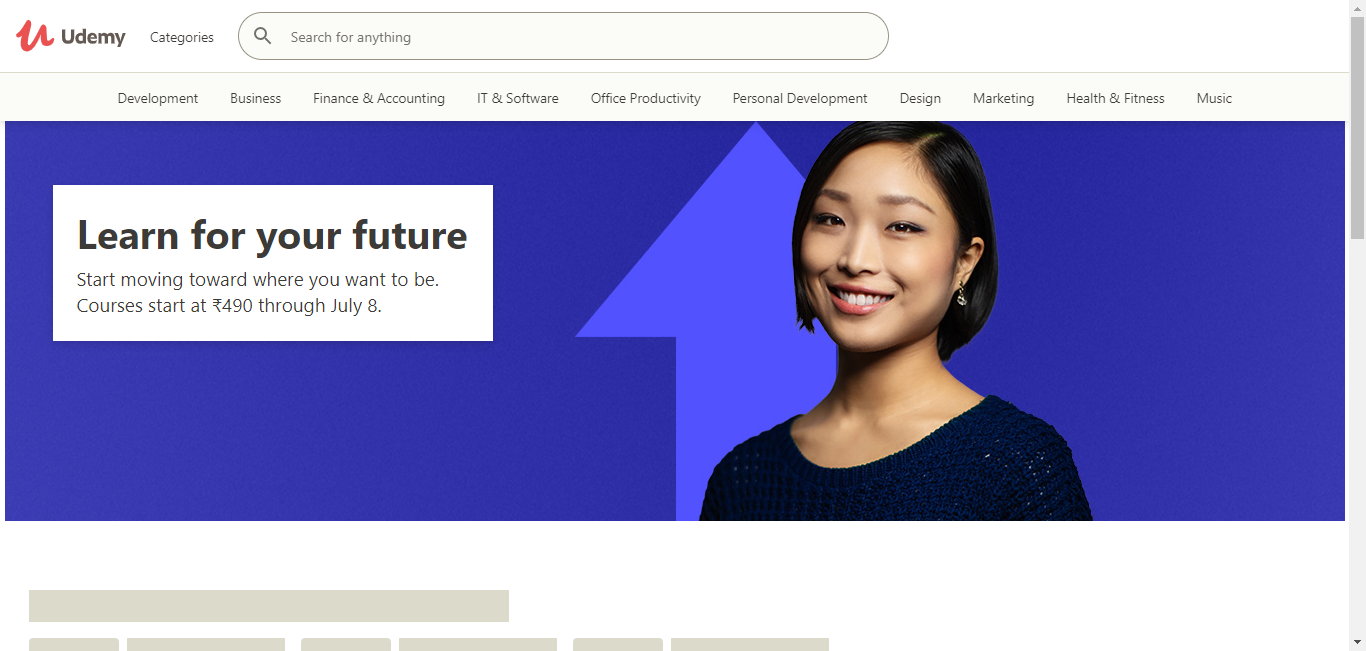 Udemy
Categories
Search for anything
Development Business Finance & Accounting IT & Software Office Productivity Personal Development Design Marketing Health & Fitness Music
Learn for your future
Start moving toward where you want to be.
Courses start at ₹490 through July 8.